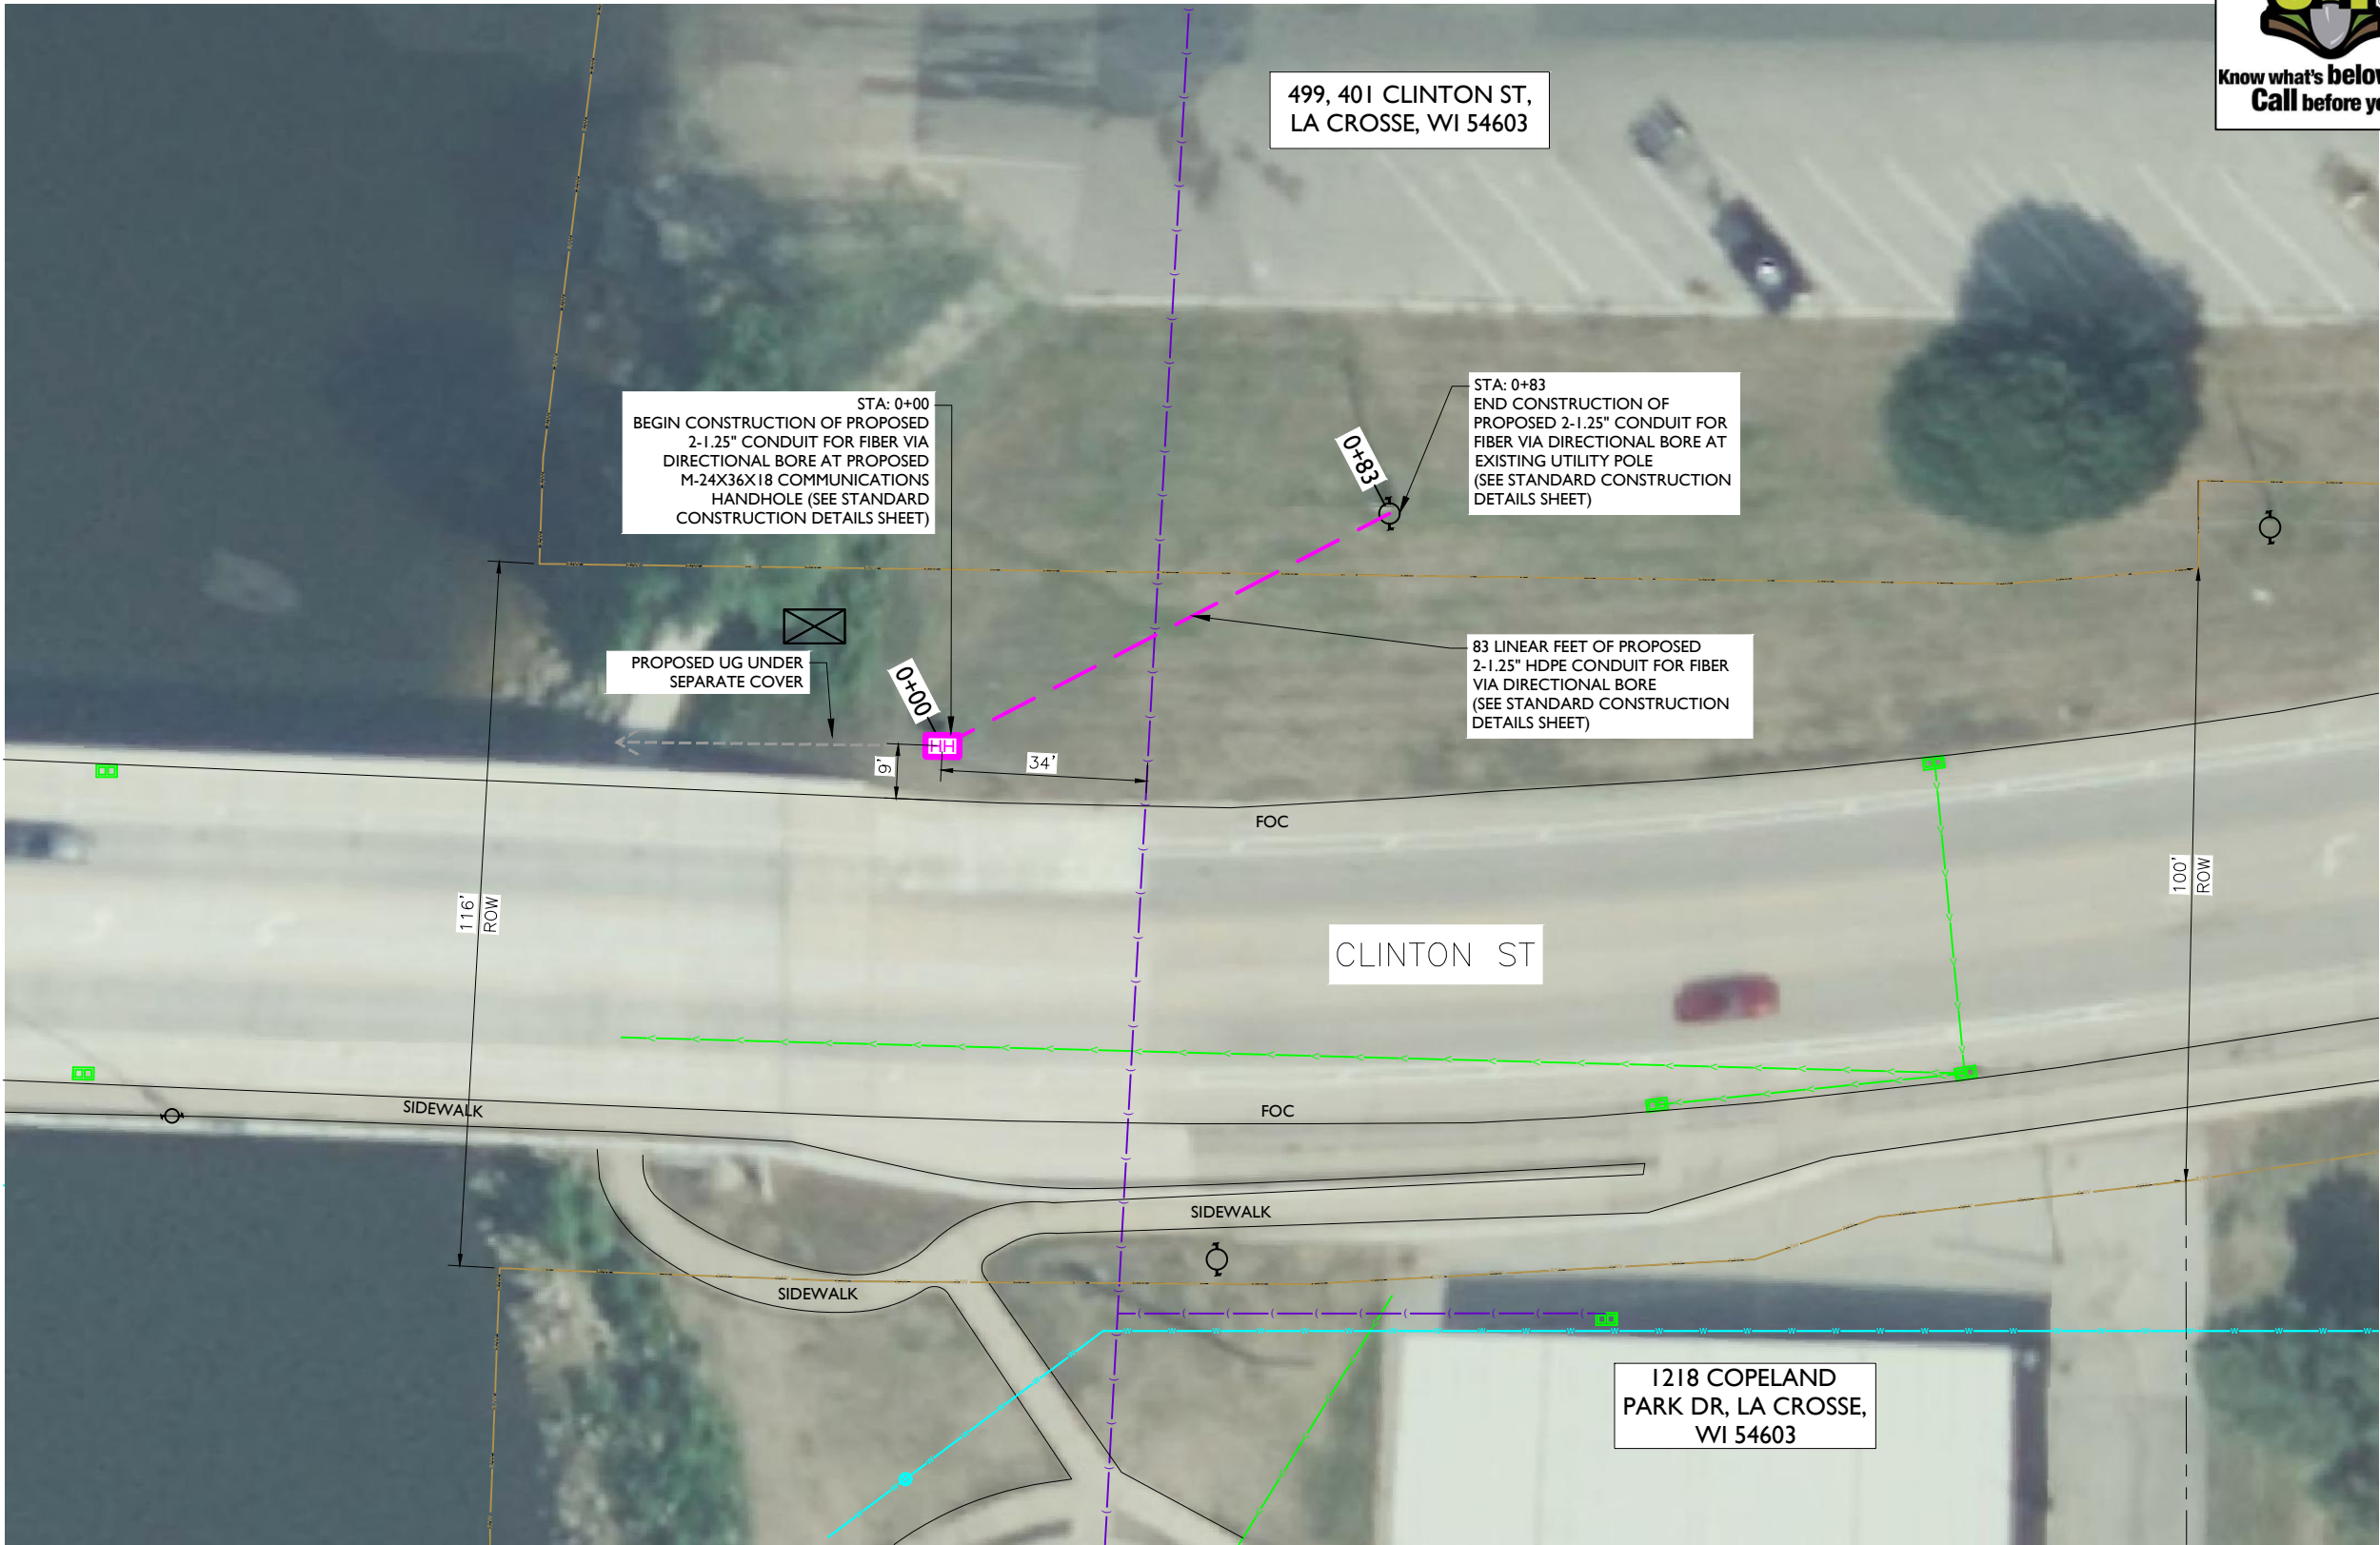 Know what's below
Call before
499, 401 CLINTON ST,
LA CROSSE, WI 54603
STA: 0+00
BEGIN CONSTRUCTION OF PROPOSED
2-1.25" CONDUIT FOR FIBER VIA
DIRECTIONAL BORE AT PROPOSED
M-24X36X18 COMMUNICATIONS
HANDHOLE (SEE STANDARD
CONSTRUCTION DETAILS SHEET)
STA: 0+83
END CONSTRUCTION OF
PROPOSED 2-1.25" CONDUIT FOR
FIBER VIA DIRECTIONAL BORE AT
EXISTING UTILITY POLE
(SEE STANDARD CONSTRUCTION
DETAILS SHEET)
0+83
PROPOSED UG UNDER
SEPARATE COVER
0+00
83 LINEAR FEET OF PROPOSED
2-1.25" HDPE CONDUIT FOR FIBER
VIA DIRECTIONAL BORE
(SEE STANDARD CONSTRUCTION
DETAILS SHEET)
HH
9'
34'
FOC
116'
ROW
100'
ROW
CLINTON ST
SIDEWALK
FOC
SIDEWALK
SIDEWALK
1218 COPELAND
PARK DR, LA CROSSE,
WI 54603